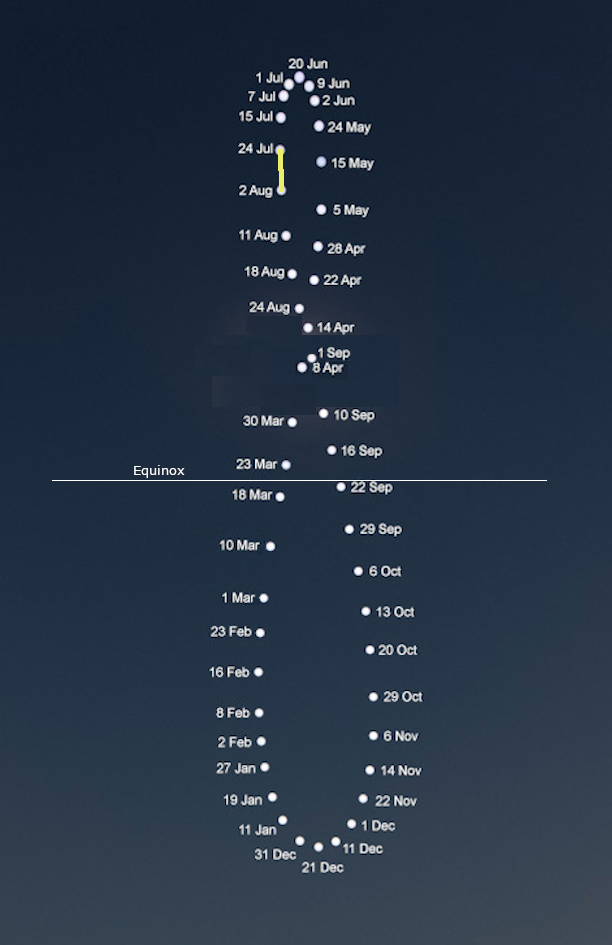 20 Jun
1 Jul
9 Jun
7 Jul
2 Jun
15 Jul
24 May
24 Jul
15 May
2 Aug
5 May
11 Aug
28 Apr
18 Aug
22 Apr
24 Aug
14 Apr
1 Sep
8 Apr
10 Sep
30 Mar
16 Sep
23 Mar
Equinox
22 Sep
18 Mar
29 Sep
10 Mar
6 Oct
1 Mar
13 Oct
23 Feb
20 Oct
16 Feb
29 Oct
8 Feb
6 Nov
2 Feb
27 Jan
14 Nov
19 Jan
22 Nov
11 Jan
1 Dec
31 Dec
11 Dec
21 Dec